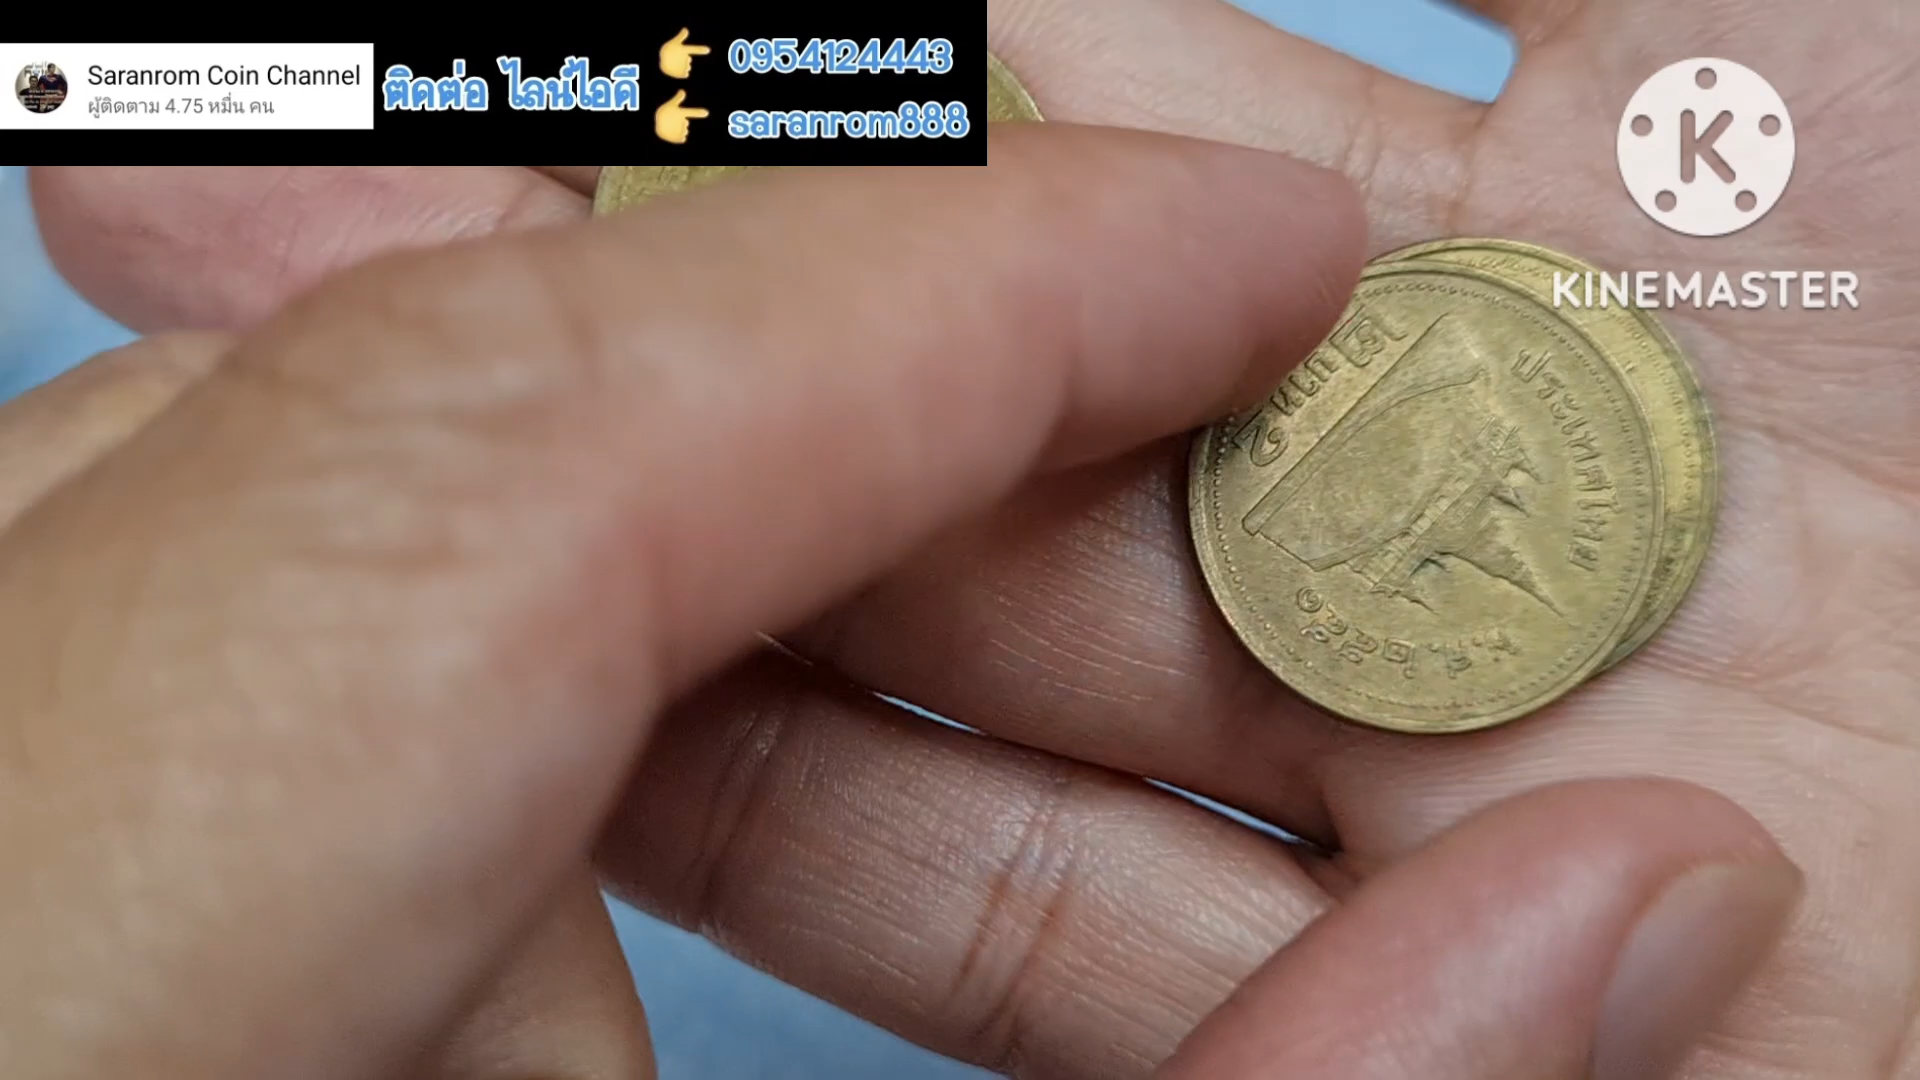 Saranrom Coin Channel
ผู้ติดตาม 4.75 หมื่น คน
ติดต่อ ไลน์ไอดี
0954124443
saranrom888
KINEMASTER
ประเทศไทย
พ.ศ. ๒๕๕๑
๒ บาท 2